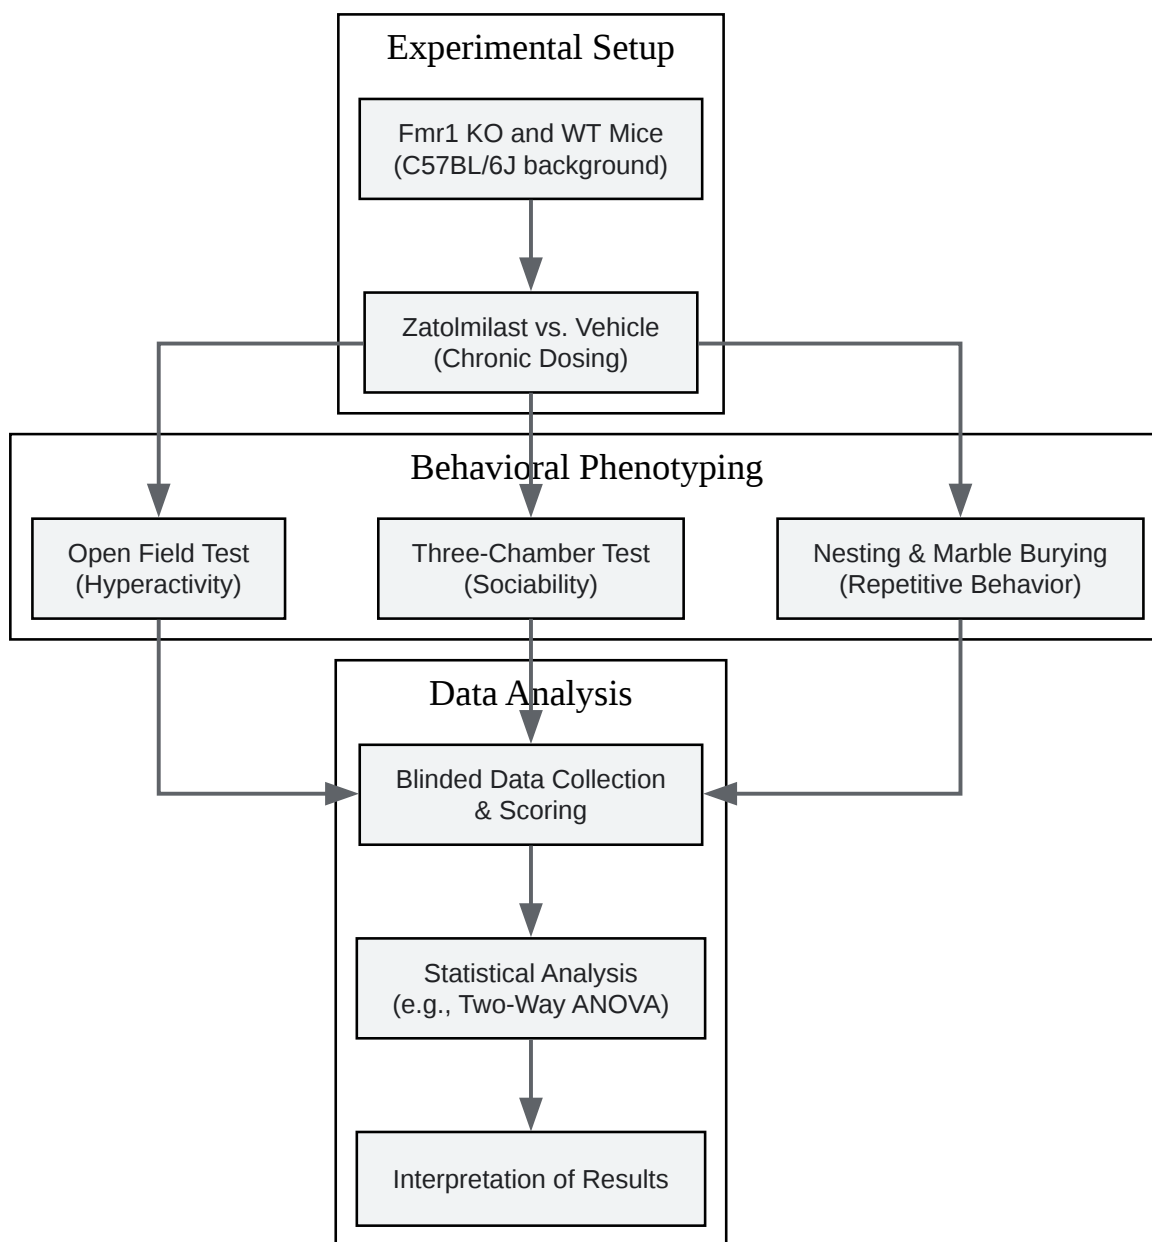 Experimental Setup
Fmr1 KO and WT Mice
(C57BL/6J background)
Zatolmilast vs. Vehicle
(Chronic Dosing)
Behavioral Phenotyping
Open Field Test
(Hyperactivity)
Three-Chamber Test
(Sociability)
Nesting & Marble Burying
(Repetitive Behavior)
Data Analysis
Blinded Data Collection
& Scoring
Statistical Analysis
(e.g., Two-Way ANOVA)
Interpretation of Results